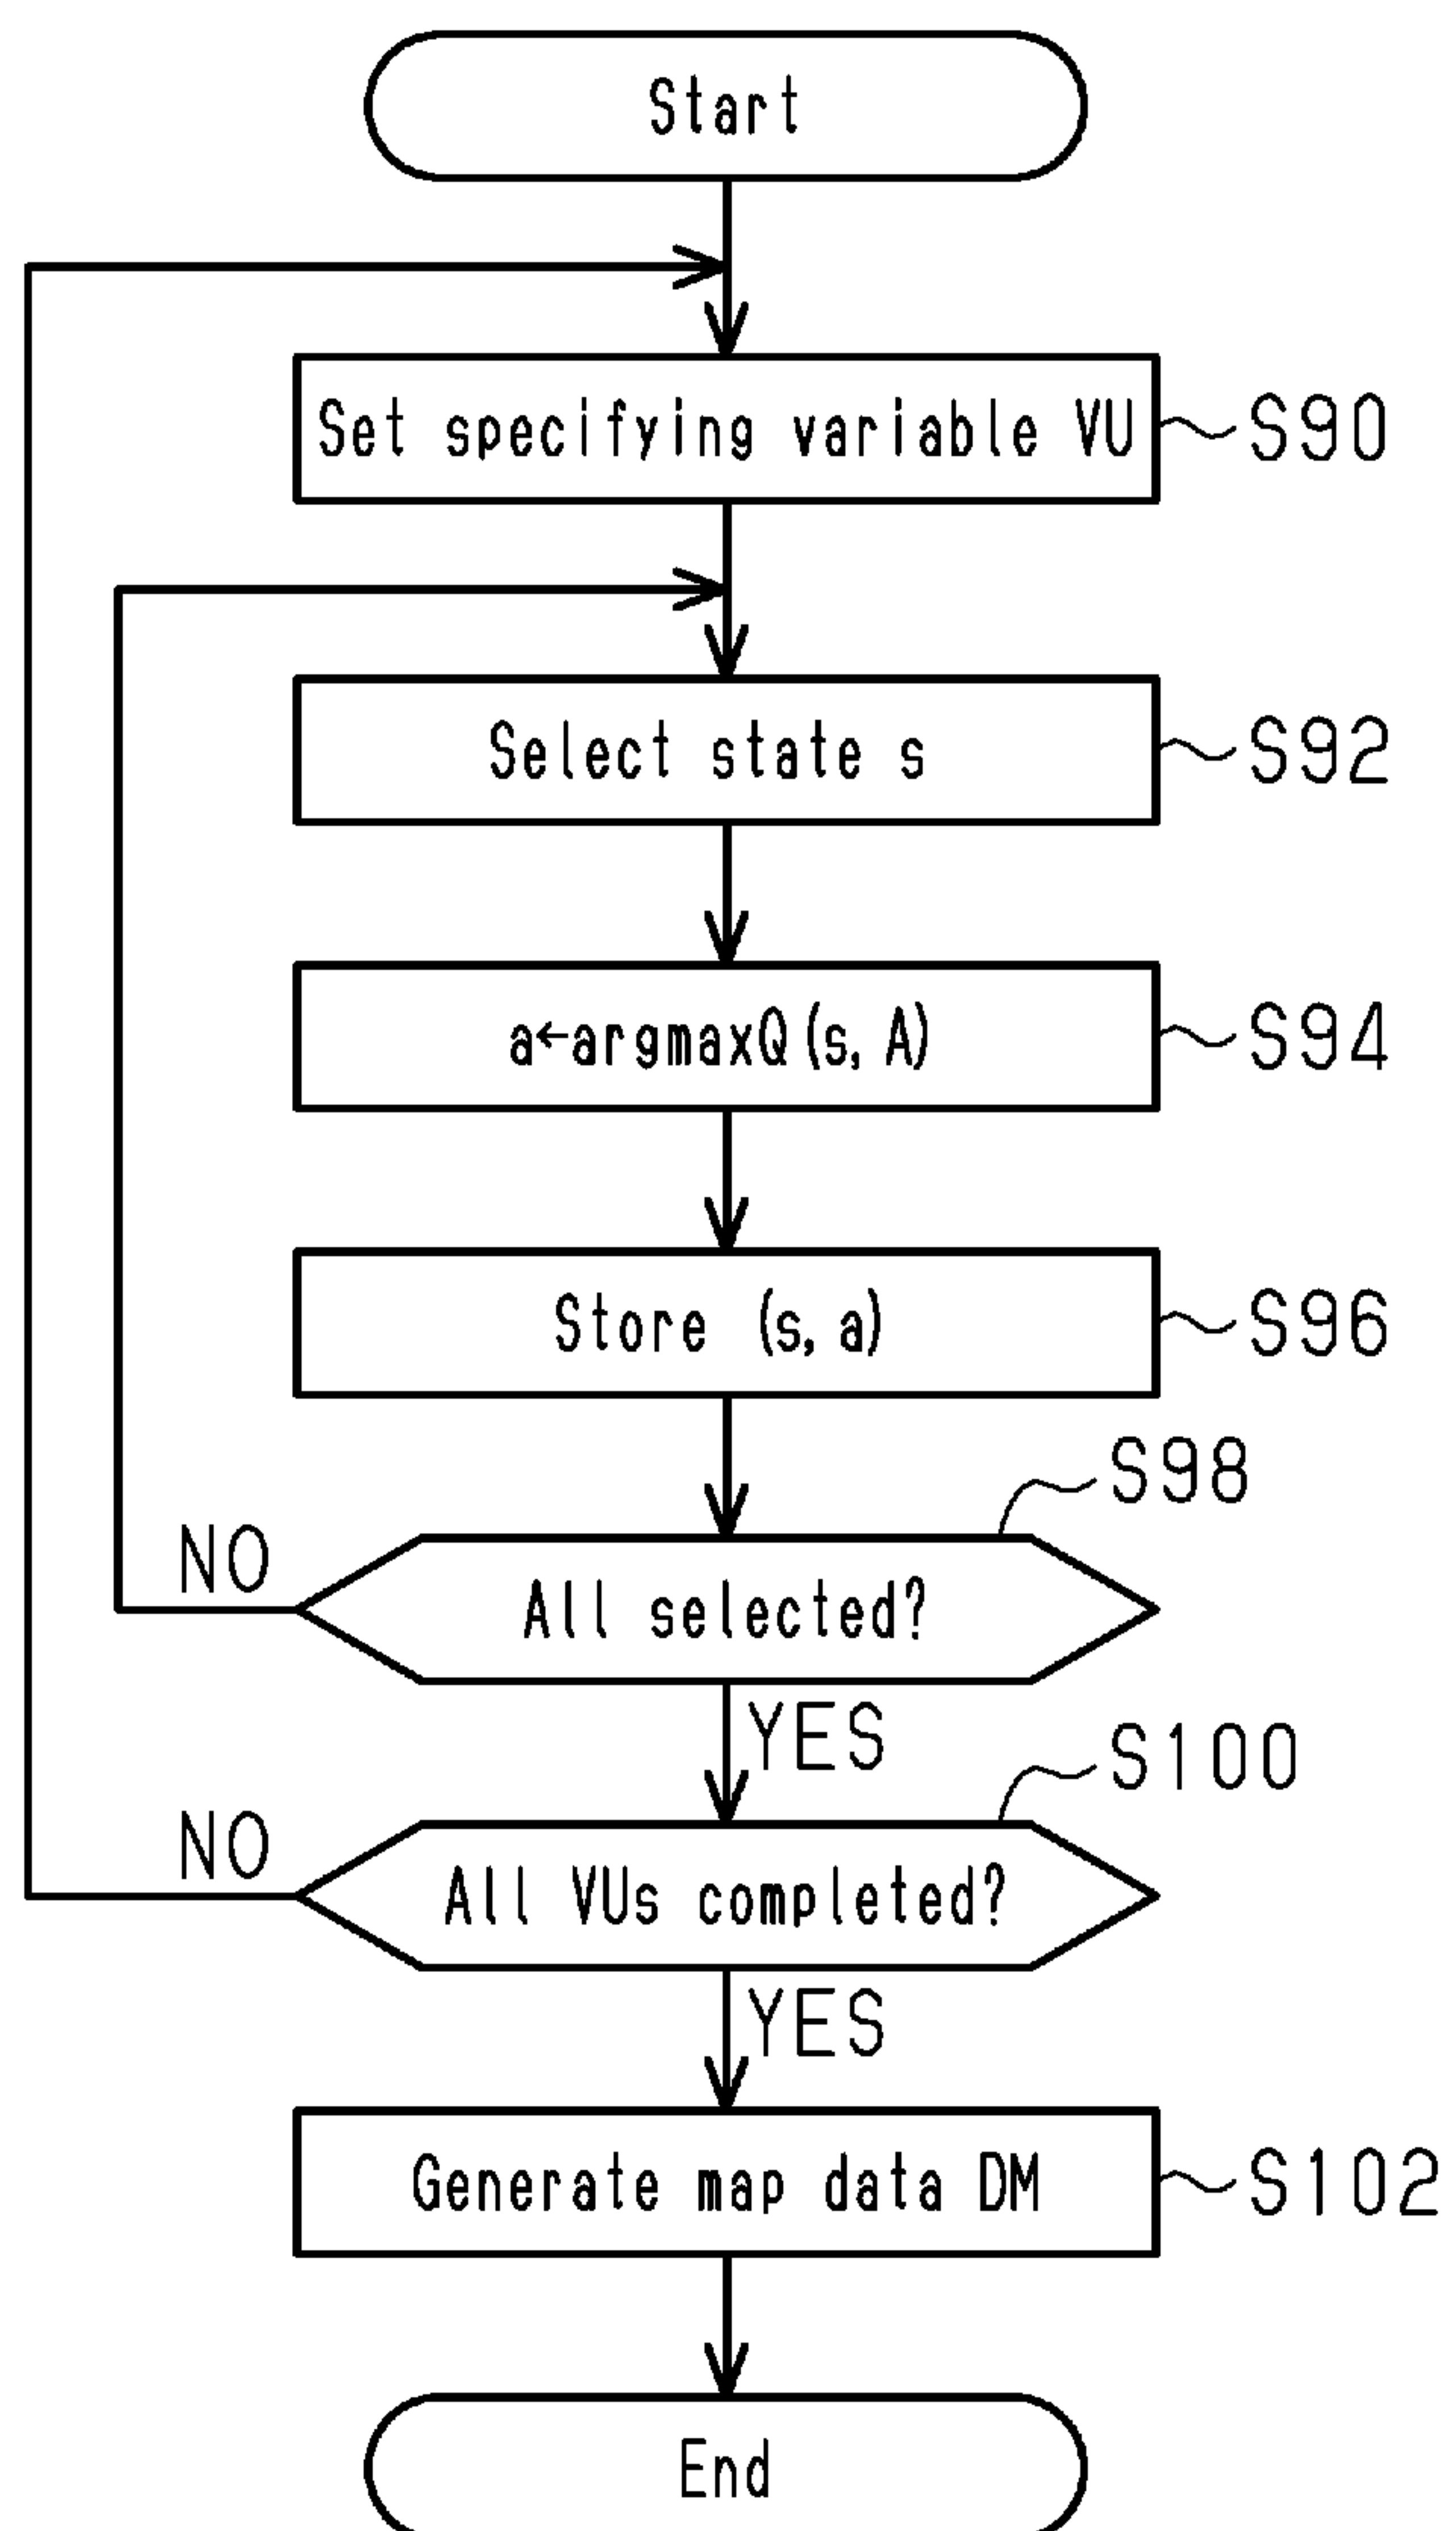 Start
Set specifying variable VU
S90
Select state s
S92
a←argmaxQ(s, A)
S94
Store (s, a)
S96
S98
NO
All selected?
YES
S100
NO
All VUs completed?
YES
Generate map data DM
S102
End